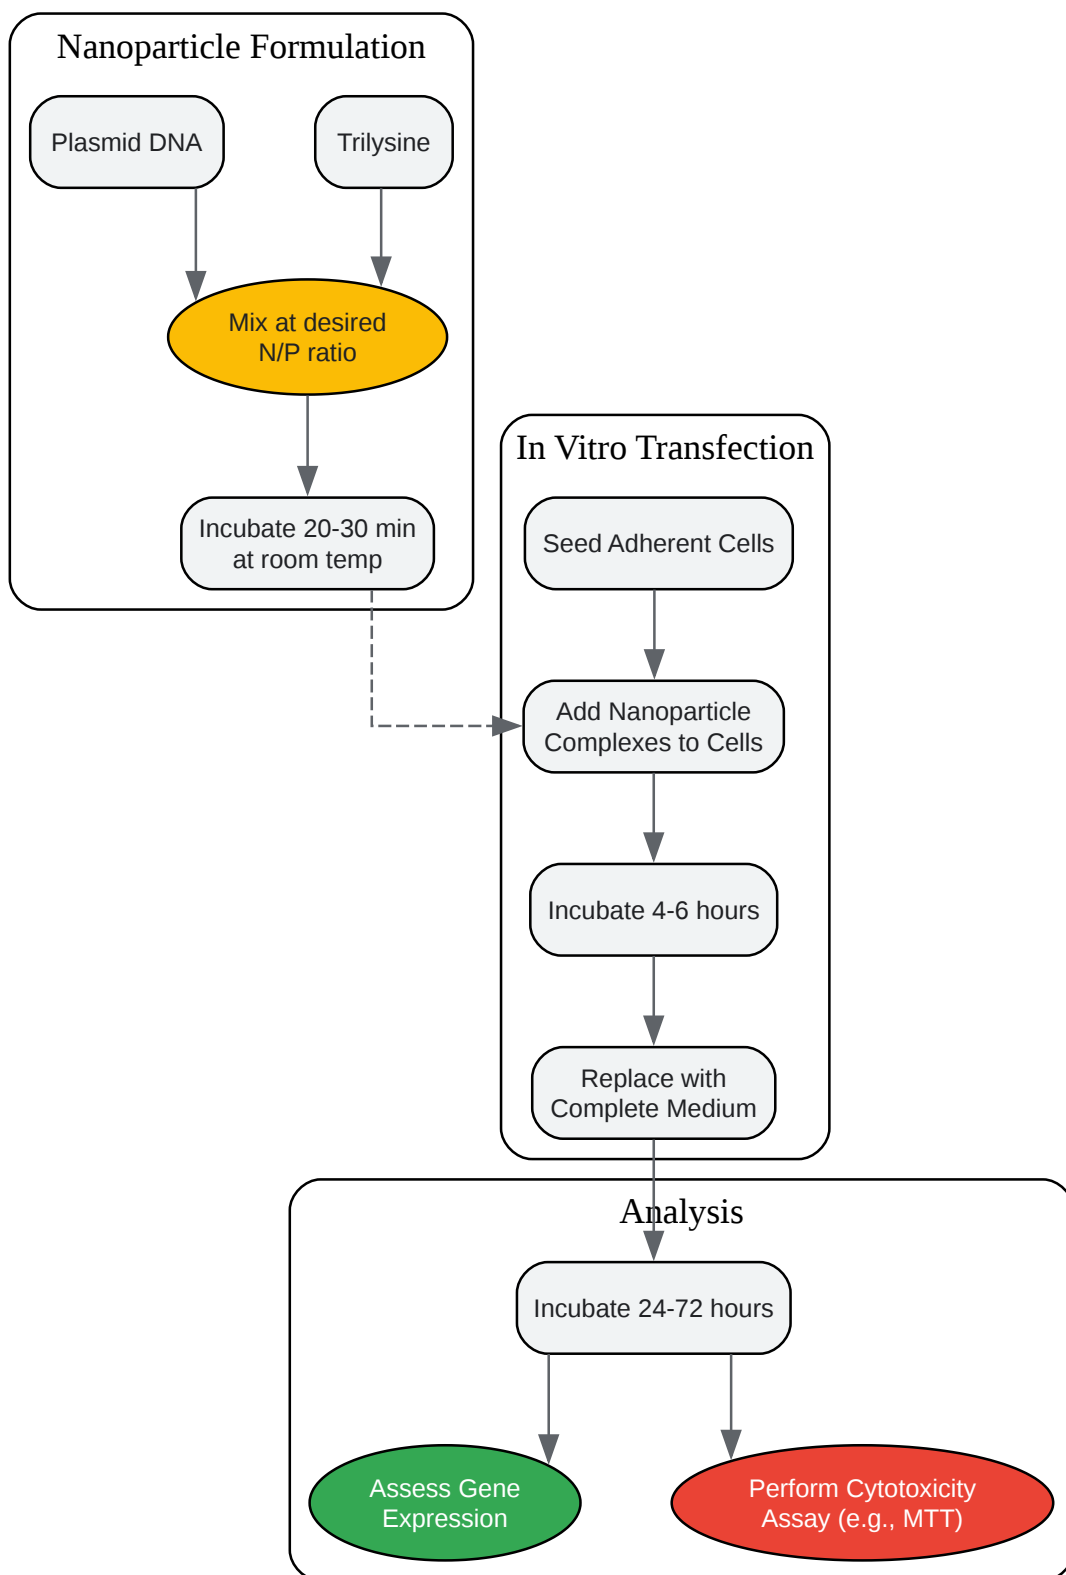 Nanoparticle Formulation
Plasmid DNA
Trilysine
Mix at desired
N/P ratio
Incubate 20-30 min
at room temp
In Vitro Transfection
Seed Adherent Cells
Add Nanoparticle
Complexes to Cells
Incubate 4-6 hours
Replace with
Complete Medium
Analysis
Incubate 24-72 hours
Assess Gene
Expression
Perform Cytotoxicity
Assay (e.g., MTT)